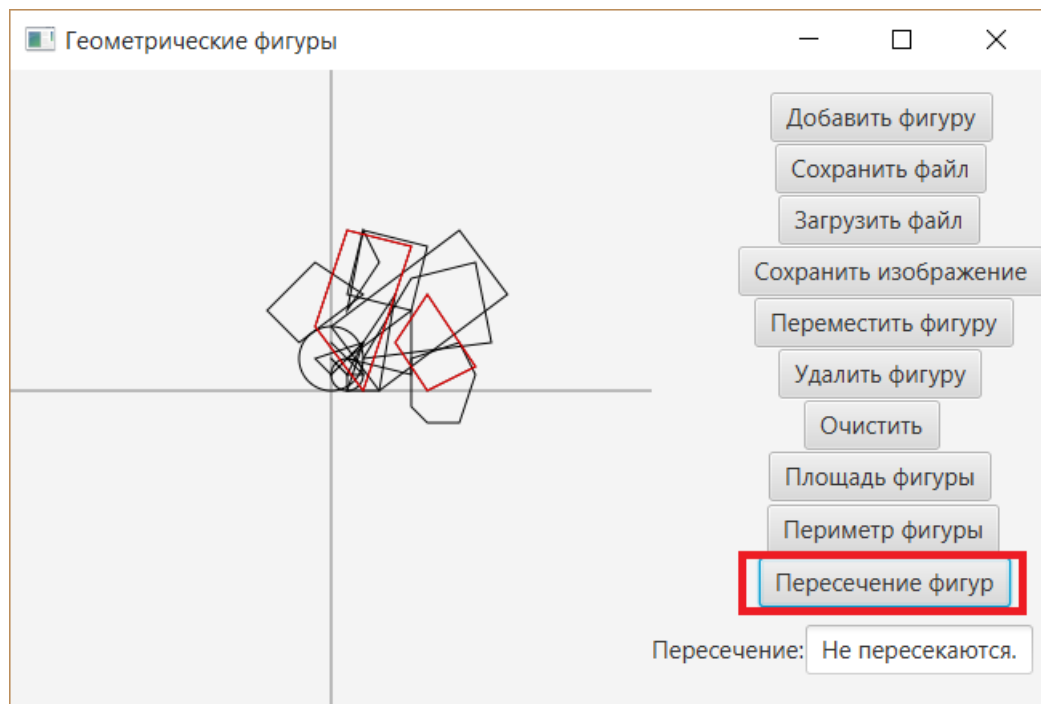 Геометрические фигуры
Добавить фигуру
Сохранить файл
Загрузить файл
Сохранить изображение
Переместить фигуру
Удалить фигуру
Очистить
Площадь фигуры
Периметр фигуры
Пересечение фигур
Пересечение: Не пересекаются.